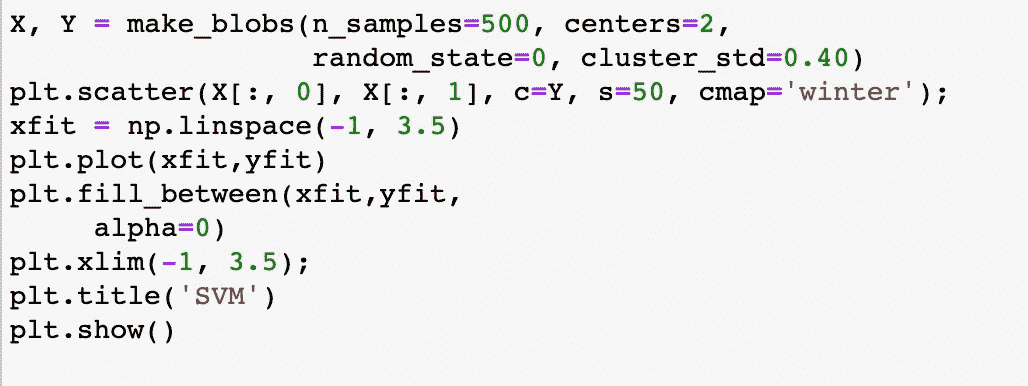 X, Y = make_blobs(n_samples=500, centers=2,
                  random_state=0, cluster_std=0.40)
plt.scatter(X[:, 0], X[:, 1], c=Y, s=50, cmap='winter');
xfit = np.linspace(-1, 3.5)
plt.plot(xfit,yfit)
plt.fill_between(xfit,yfit,
     alpha=0)
plt.xlim(-1, 3.5);
plt.title('SVM')
plt.show()